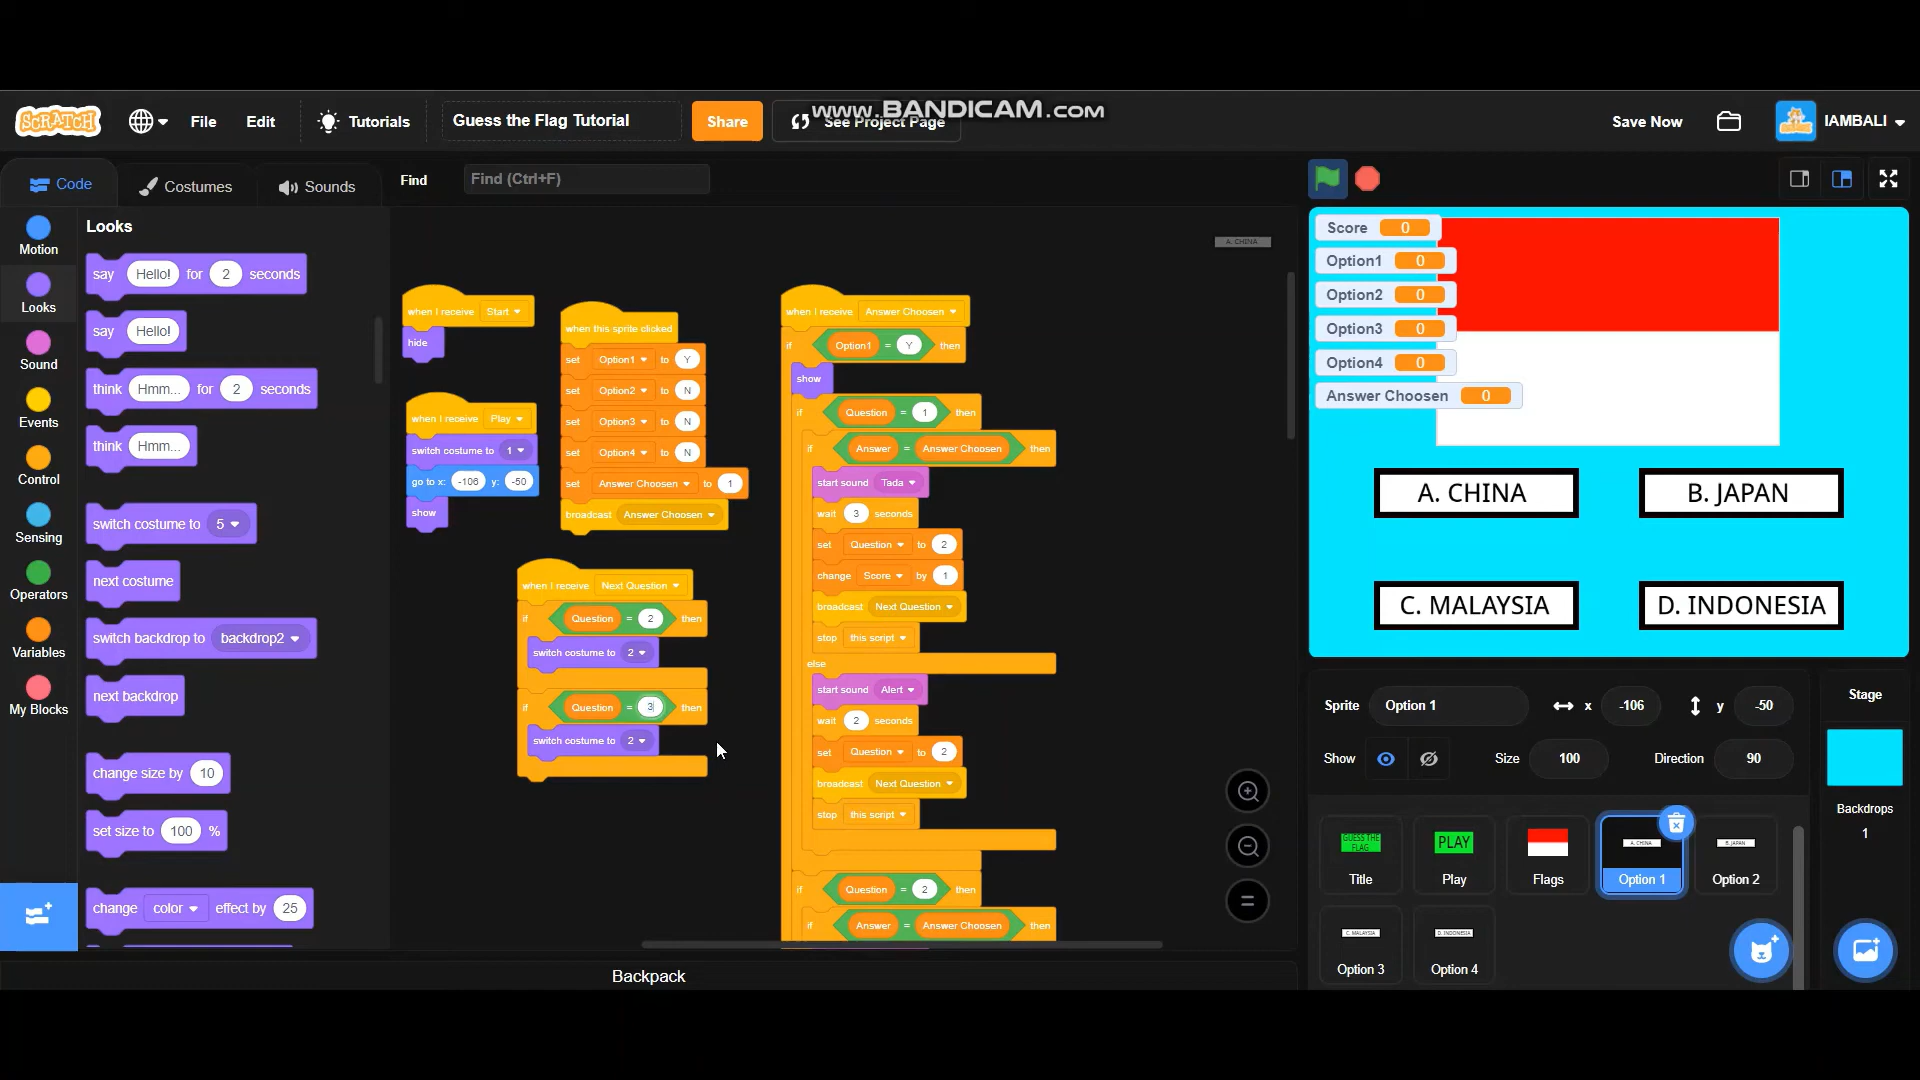 www.BANDICAM.com
SCRATCH
File
Edit
Tutorials
Guess the Flag Tutorial
Share
See Project Page
Save Now
IAMBALI
Code
Costumes
Sounds
Find
Find (Ctrl+F)
Motion
Looks
Sound
Events
Control
Sensing
Operators
Variables
My Blocks
Looks
say Hello! for 2 seconds
say Hello!
think Hmm... for 2 seconds
think Hmm...
switch costume to 5
next costume
switch backdrop to backdrop2
next backdrop
change size by 10
set size to 100 %
change color effect by 25
when I receive Start
hide
when I receive Play
switch costume to 1
go to x: -106 y: -50
show
when this sprite clicked
set Option1 to Y
set Option2 to N
set Option3 to N
set Option4 to N
set Answer Choosen to 1
broadcast Answer Choosen
when I receive Next Question
if Question = 2 then
switch costume to 2
if Question = 3 then
switch costume to 2
when I receive Answer Choosen
if Option1 = Y then
show
if Question = 1 then
if Answer = Answer Choosen then
start sound Tada
wait 3 seconds
set Question to 2
change Score by 1
broadcast Next Question
stop this script
else
start sound Alert
wait 2 seconds
set Question to 2
broadcast Next Question
stop this script
if Question = 2 then
if Answer = Answer Choosen then
A. CHINA
Backpack
Score 0
Option1 0
Option2 0
Option3 0
Option4 0
Answer Choosen 0
A. CHINA
B. JAPAN
C. MALAYSIA
D. INDONESIA
Sprite Option 1 x -106 y -50
Show Size 100 Direction 90
Stage
Backdrops
1
GUESS THE FLAG
Title
PLAY
Play
Flags
A. CHINA
Option 1
B. JAPAN
Option 2
C. MALAYSIA
Option 3
D. INDONESIA
Option 4